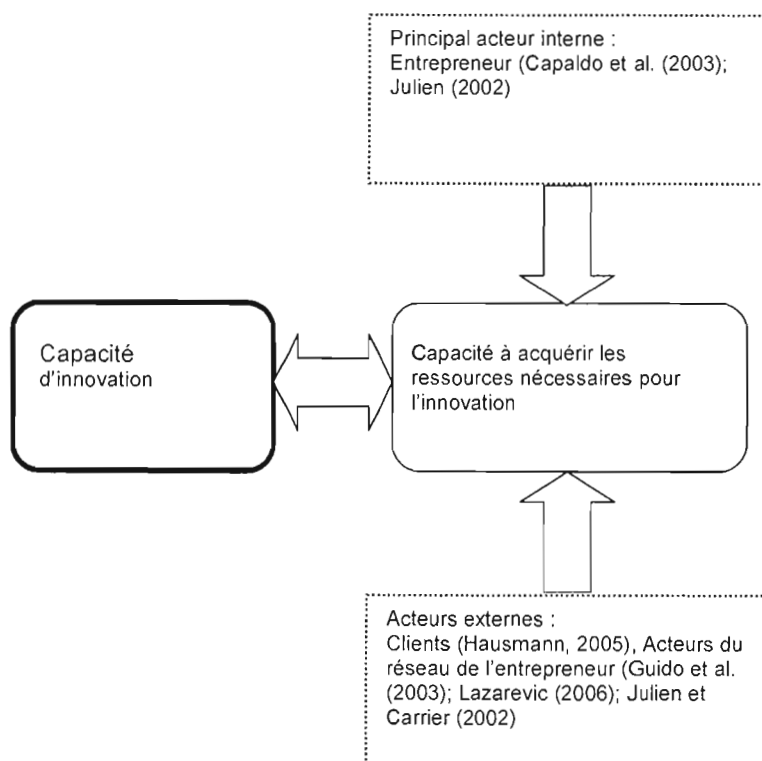 Principal acteur interne :
Entrepreneur (Capaldo et al. (2003);
Julien (2002)
Capacité
d'innovation
Capacité à acquérir les
ressources nécessaires pour
l'innovation
Acteurs externes :
Clients (Hausmann, 2005), Acteurs du
réseau de l'entrepreneur (Guido et al.
(2003); Lazarevic (2006); Julien et
Carrier (2002)